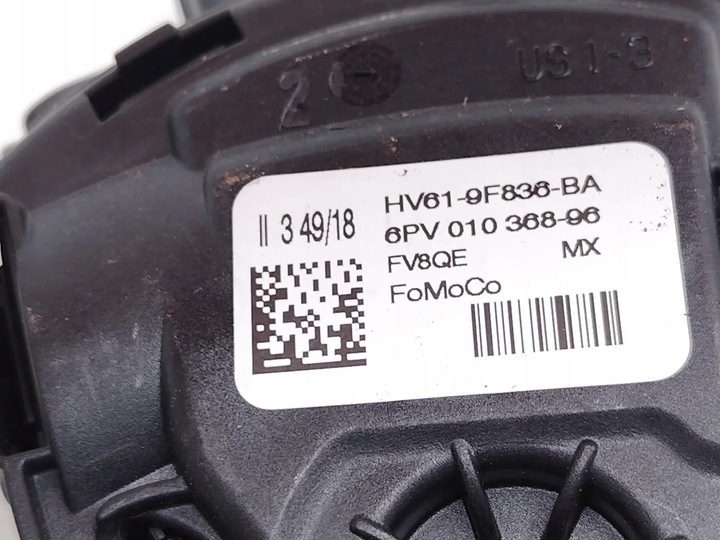 2 US 1-3
HV61-9F836-BA
II 3 49/18 6PV 010 368-96
FV8QE MX
FoMoCo